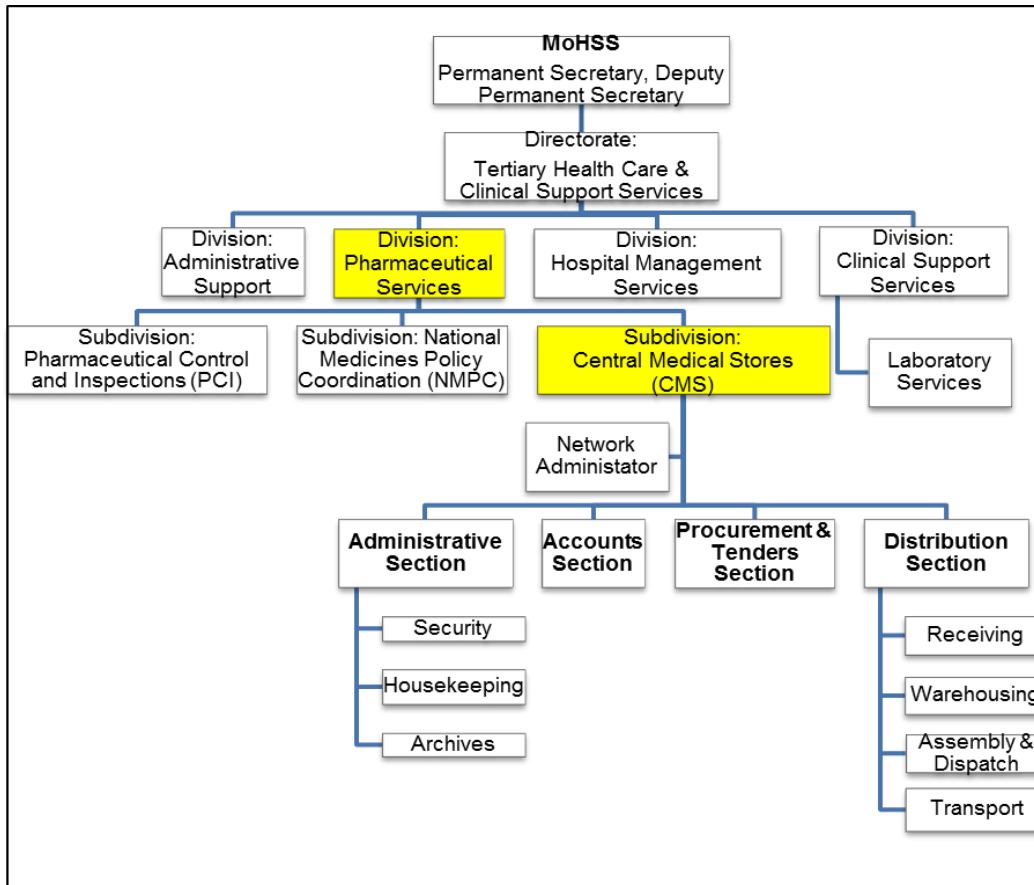 MoHSS
Permanent Secretary, Deputy
Permanent Secretary
Directorate:
Tertiary Health Care &
Clinical Support Services
Division:
Administrative
Support
Division:
Pharmaceutical
Services
Division:
Hospital Management
Services
Division:
Clinical Support
Services
Subdivision:
Pharmaceutical Control
and Inspections (PCI)
Subdivision: National
Medicines Policy
Coordination (NMPC)
Subdivision:
Central Medical Stores
(CMS)
Laboratory
Services
Network
Administator
Administrative
Section
Accounts
Section
Procurement &
Tenders
Section
Distribution
Section
Security
Housekeeping
Archives
Receiving
Warehousing
Assembly &
Dispatch
Transport